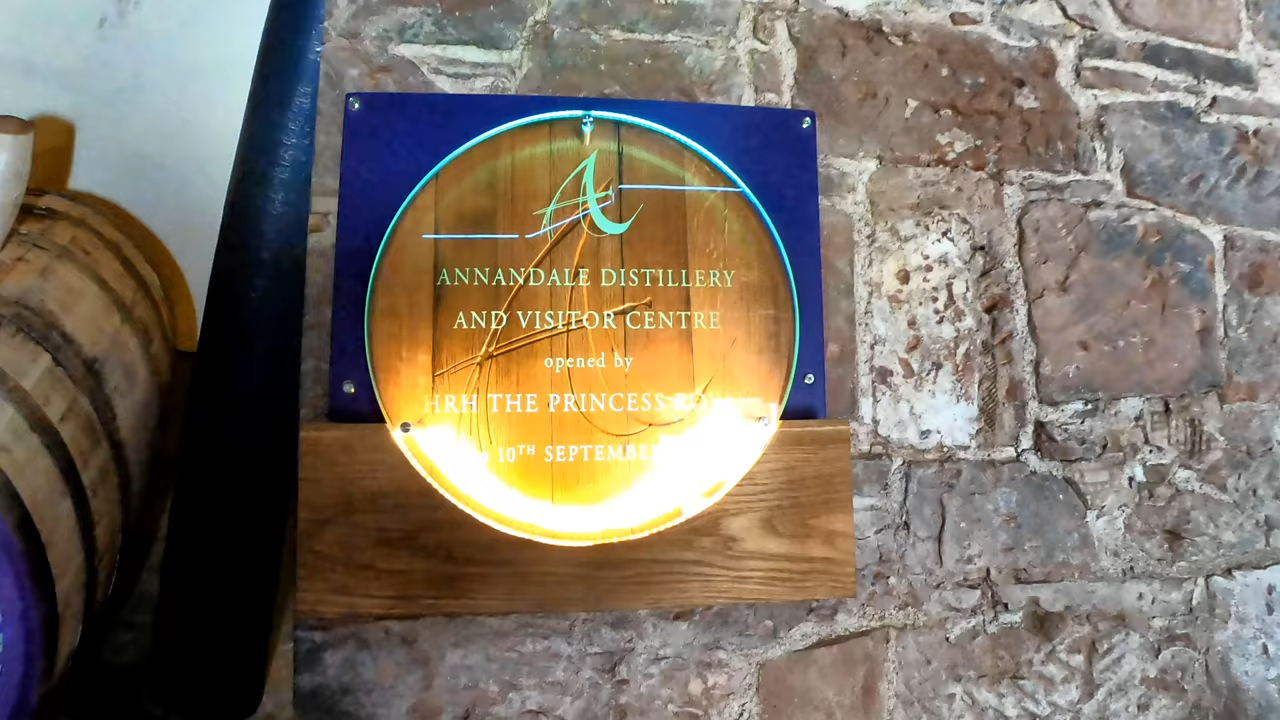 A
ANNANDALE DISTILLERY
AND VISITOR CENTRE
opened by
HRH THE PRINCESS
10TH SEPTEMBER